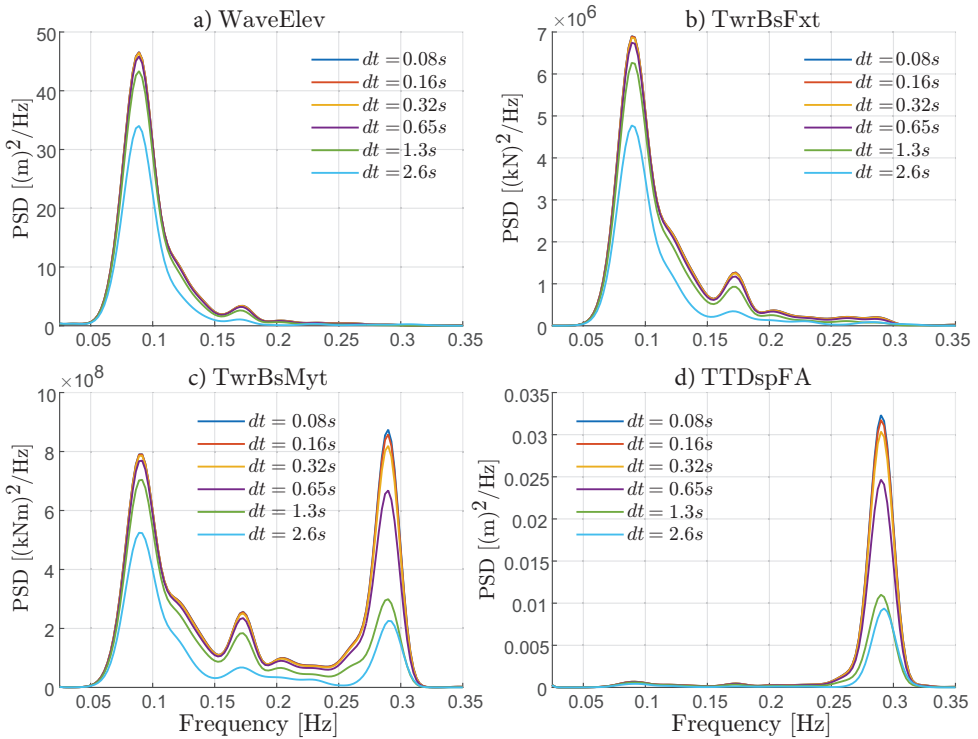 a) WaveElev
PSD [(m)²/Hz]
50
40
30
20
10
0
dt = 0.08s
dt = 0.16s
dt = 0.32s
dt = 0.65s
dt = 1.3s
dt = 2.6s
0.05 0.1 0.15 0.2 0.25 0.3 0.35
b) TwrBsFxt
×10⁶
PSD [(kN)²/Hz]
7
6
5
4
3
2
1
0
dt = 0.08s
dt = 0.16s
dt = 0.32s
dt = 0.65s
dt = 1.3s
dt = 2.6s
0.05 0.1 0.15 0.2 0.25 0.3 0.35
c) TwrBsMyt
×10⁸
PSD [(kNm)²/Hz]
10
8
6
4
2
0
dt = 0.08s
dt = 0.16s
dt = 0.32s
dt = 0.65s
dt = 1.3s
dt = 2.6s
0.05 0.1 0.15 0.2 0.25 0.3 0.35
Frequency [Hz]
d) TTDspFA
PSD [(m)²/Hz]
0.035
0.03
0.025
0.02
0.015
0.01
0.005
0
dt = 0.08s
dt = 0.16s
dt = 0.32s
dt = 0.65s
dt = 1.3s
dt = 2.6s
0.05 0.1 0.15 0.2 0.25 0.3 0.35
Frequency [Hz]